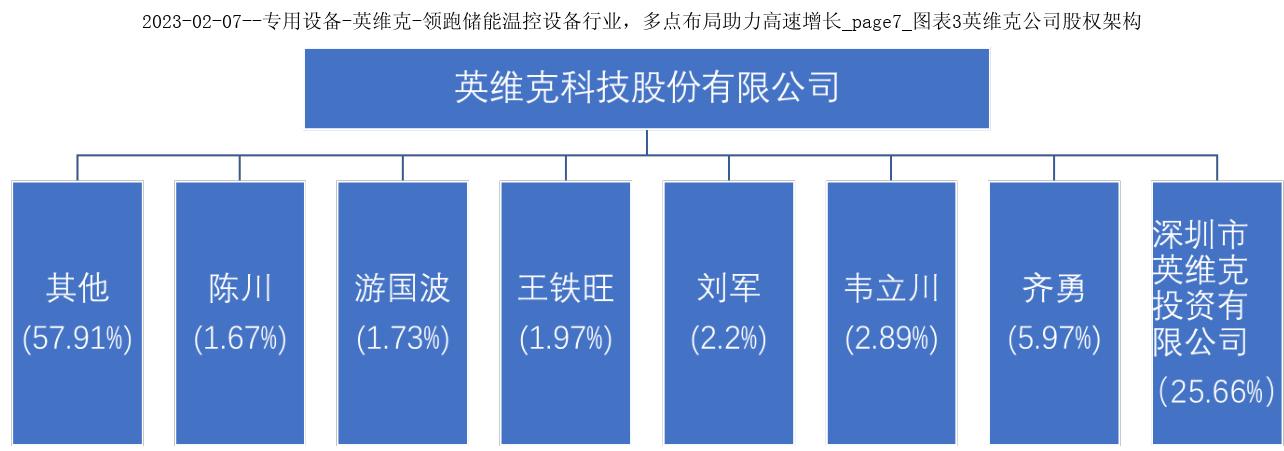 2023-02-07--专用设备-英维克-领跑储能温控设备行业，多点布局助力高速增长_page7_图表3英维克公司股权架构
英维克科技股份有限公司
其他
(57.91%)
陈川
(1.67%)
游国波
(1.73%)
王铁旺
(1.97%)
刘军
(2.2%)
韦立川
(2.89%)
齐勇
(5.97%)
深圳市
英维克
投资有
限公司
(25.66%)